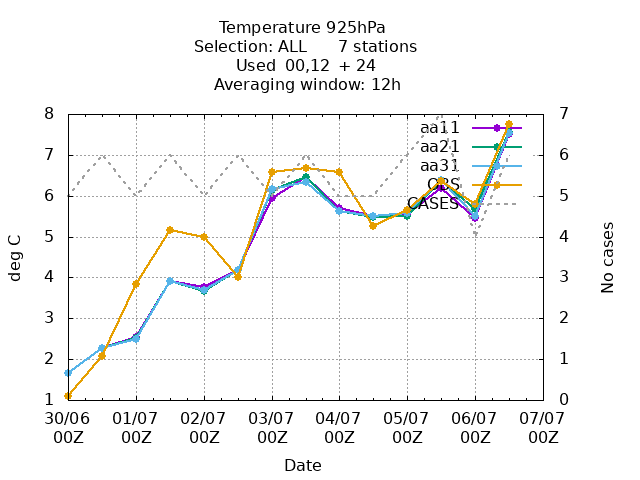 Temperature 925hPa
Selection: ALL 7 stations
Used 00,12 + 24
Averaging window: 12h
8
7
6
5
4
3
2
1
deg C
7
6
5
4
3
2
1
0
No cases
aa11
aa21
aa31
OBS
CASES
30/06 01/07 02/07 03/07 04/07 05/07 06/07 07/07
00Z 00Z 00Z 00Z 00Z 00Z 00Z 00Z
Date